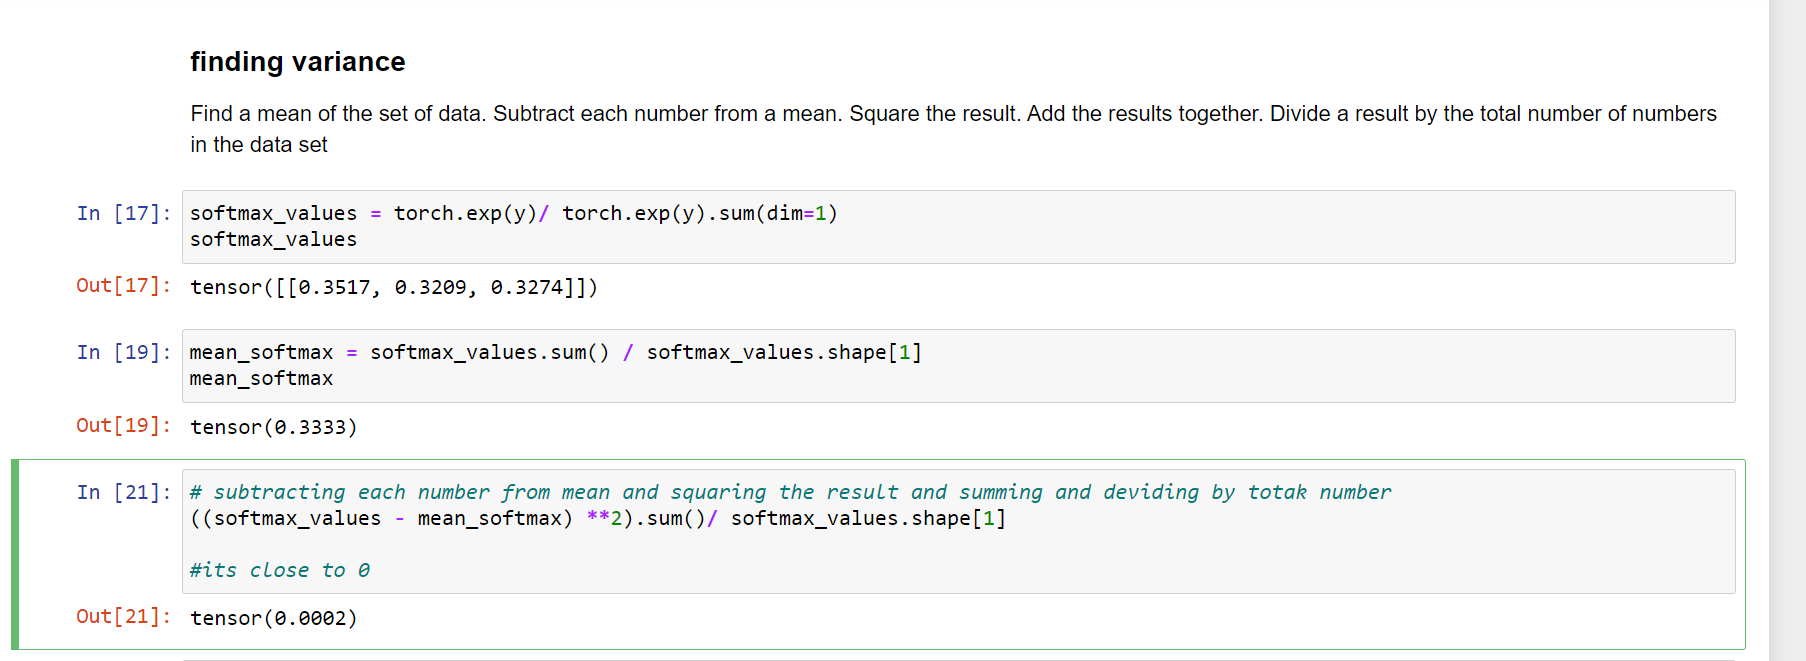 finding variance
Find a mean of the set of data. Subtract each number from a mean. Square the result. Add the results together. Divide a result by the total number of numbers
in the data set
In [17]: softmax_values = torch.exp(y)/ torch.exp(y).sum(dim=1)
softmax_values
Out[17]: tensor([[0.3517, 0.3209, 0.3274]])
In [19]: mean_softmax = softmax_values.sum() / softmax_values.shape[1]
mean_softmax
Out[19]: tensor(0.3333)
In [21]: # subtracting each number from mean and squaring the result and summing and deviding by totak number
((softmax_values - mean_softmax) **2).sum()/ softmax_values.shape[1]
#its close to 0
Out[21]: tensor(0.0002)